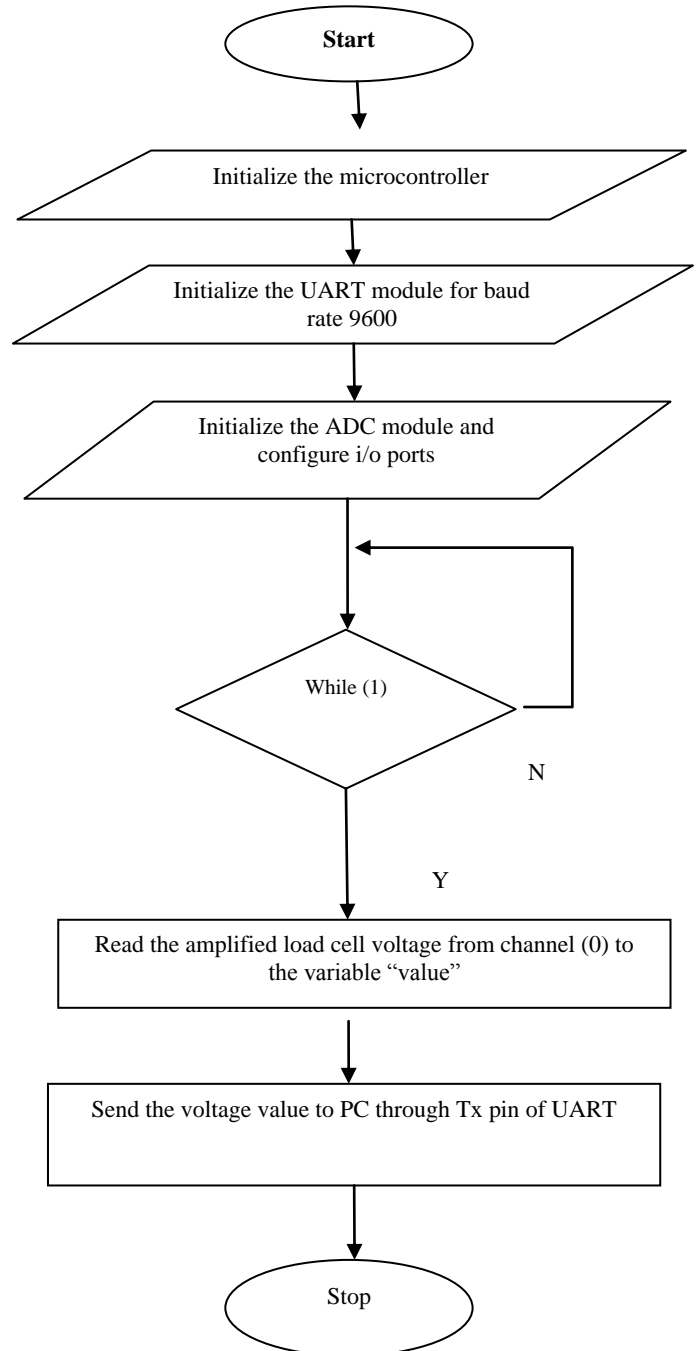 Start
Initialize the microcontroller
Initialize the UART module for baud
rate 9600
Initialize the ADC module and
configure i/o ports
While (1)
N
Y
Read the amplified load cell voltage from channel (0) to
the variable “value”
Send the voltage value to PC through Tx pin of UART
Stop